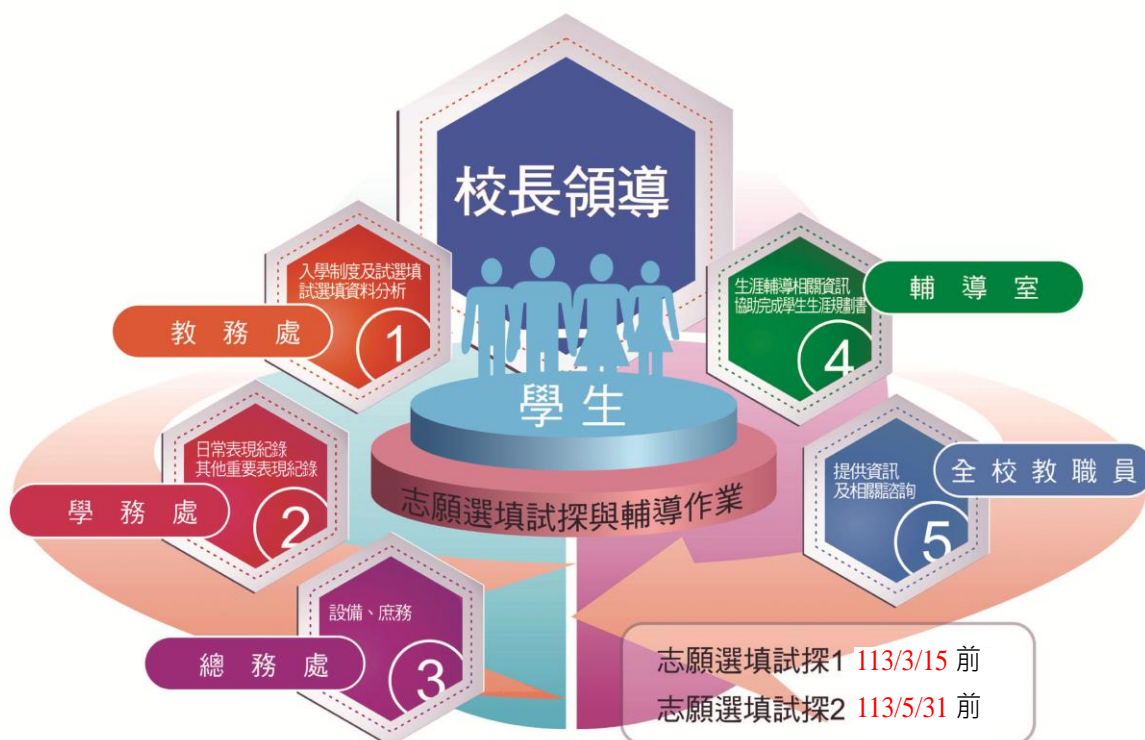 校長領導
入學制度及試選填
試選填資料分析
1
教務處
日常表現紀錄
其他重要表現紀錄
2
學務處
設備、庶務
3
總務處
生涯輔導相關資訊
協助完成學生生涯規劃書
4
輔導室
提供資訊
及相關諮詢
5
全校教職員
學生
志願選填試探與輔導作業
志願選填試探1 113/3/15 前
志願選填試探2 113/5/31 前